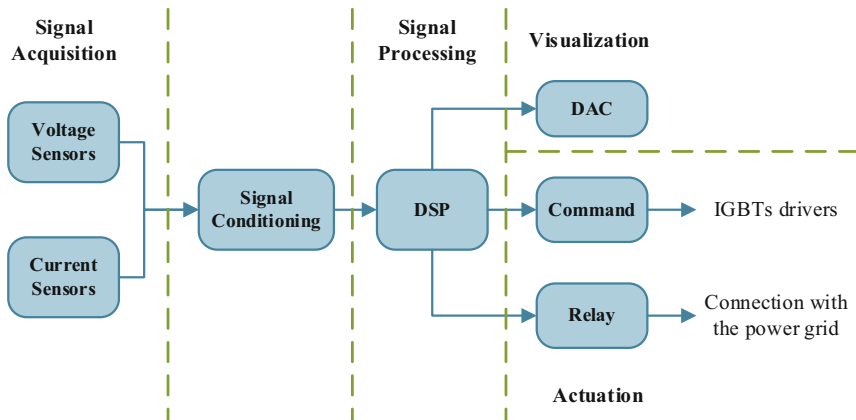 Signal
Acquisition
Signal
Processing
Visualization
Voltage
Sensors
Current
Sensors
Signal
Conditioning
DSP
DAC
Command
IGBTs drivers
Relay
Connection with
the power grid
Actuation